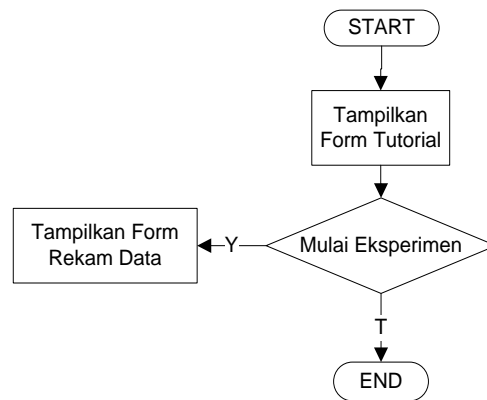 START
Tampilkan
Form Tutorial
Tampilkan Form
Rekam Data
Y
Mulai Eksperimen
T
END